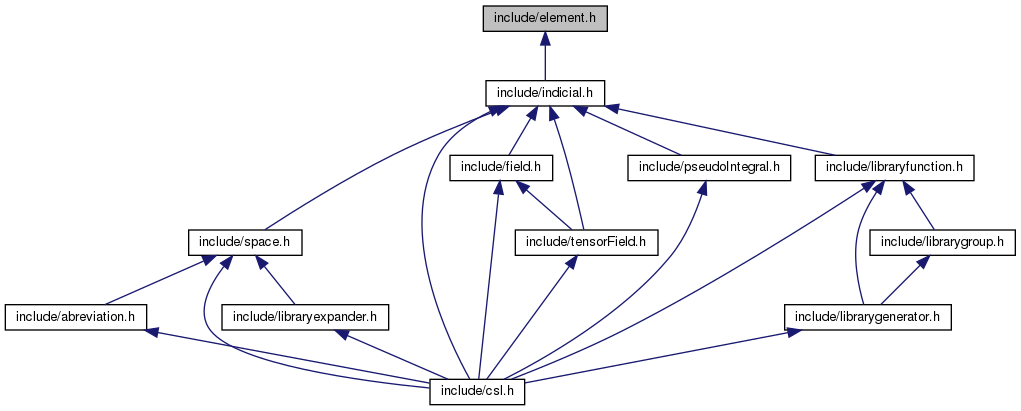 include/element.h
include/indicial.h
include/field.h
include/pseudoIntegral.h
include/libraryfunction.h
include/space.h
include/tensorField.h
include/librarygroup.h
include/abreviation.h
include/libraryexpander.h
include/librarygenerator.h
include/csl.h